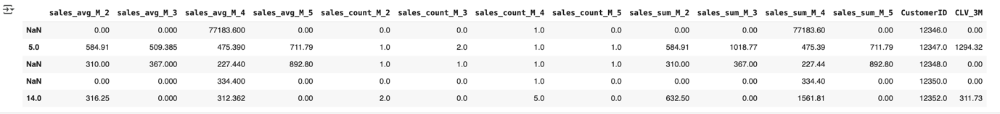 sales_avg_M_2 sales_avg_M_3 sales_avg_M_4 sales_avg_M_5 sales_count_M_2 sales_count_M_3 sales_count_M_4 sales_count_M_5 sales_sum_M_2 sales_sum_M_3 sales_sum_M_4 sales_sum_M_5 CustomerID CLV_3M
NaN 0.00 0.000 77183.600 0.00 0.0 0.0 1.0 0.0 0.00 0.00 77183.60 0.00 12346.0 0.00
5.0 584.91 509.385 475.390 711.79 1.0 2.0 1.0 1.0 584.91 1018.77 475.39 711.79 12347.0 1294.32
NaN 310.00 367.000 227.440 892.80 1.0 1.0 1.0 1.0 310.00 367.00 227.44 892.80 12348.0 0.00
NaN 0.00 0.000 334.400 0.00 0.0 0.0 1.0 0.0 0.00 0.00 334.40 0.00 12350.0 0.00
14.0 316.25 0.000 312.362 0.00 2.0 0.0 5.0 0.0 632.50 0.00 1561.81 0.00 12352.0 311.73